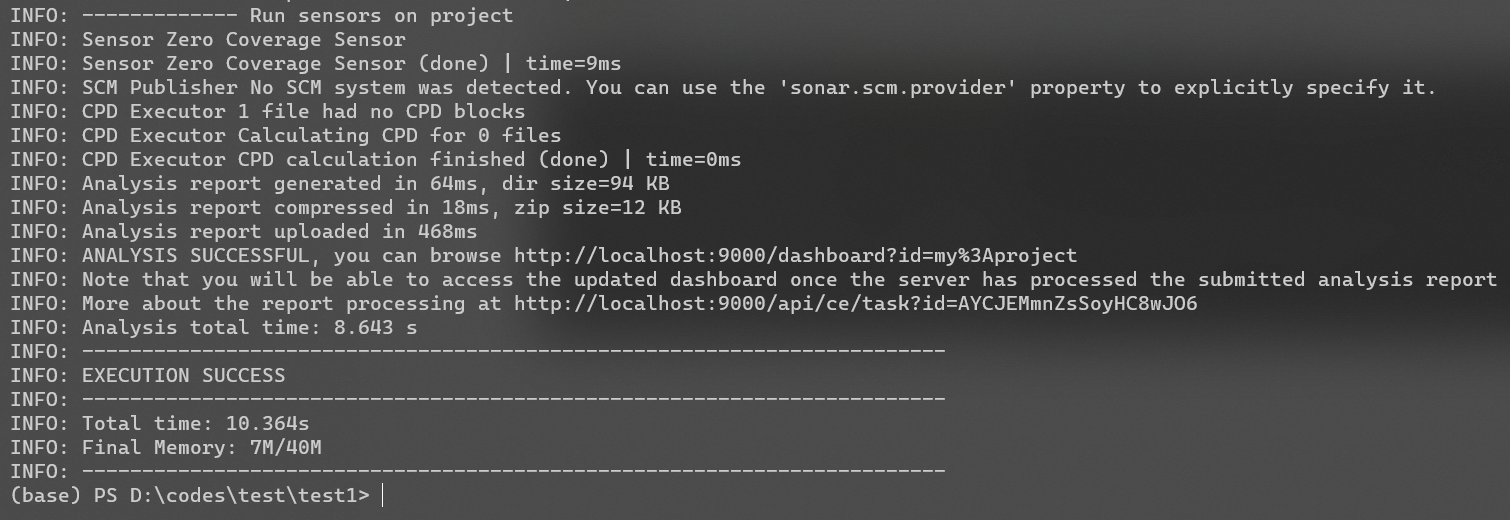 INFO: ------------- Run sensors on project
INFO: Sensor Zero Coverage Sensor
INFO: Sensor Zero Coverage Sensor (done) | time=9ms
INFO: SCM Publisher No SCM system was detected. You can use the 'sonar.scm.provider' property to explicitly specify it.
INFO: CPD Executor 1 file had no CPD blocks
INFO: CPD Executor Calculating CPD for 0 files
INFO: CPD Executor CPD calculation finished (done) | time=0ms
INFO: Analysis report generated in 64ms, dir size=94 KB
INFO: Analysis report compressed in 18ms, zip size=12 KB
INFO: Analysis report uploaded in 468ms
INFO: ANALYSIS SUCCESSFUL, you can browse http://localhost:9000/dashboard?id=my%3Aproject
INFO: Note that you will be able to access the updated dashboard once the server has processed the submitted analysis report
INFO: More about the report processing at http://localhost:9000/api/ce/task?id=AYCJEMmnZsSoyHC8wJO6
INFO: Analysis total time: 8.643 s
INFO: ------------------------------------------------------------------------
INFO: EXECUTION SUCCESS
INFO: ------------------------------------------------------------------------
INFO: Total time: 10.364s
INFO: Final Memory: 7M/40M
INFO: ------------------------------------------------------------------------
(base) PS D:\codes\test\test1>